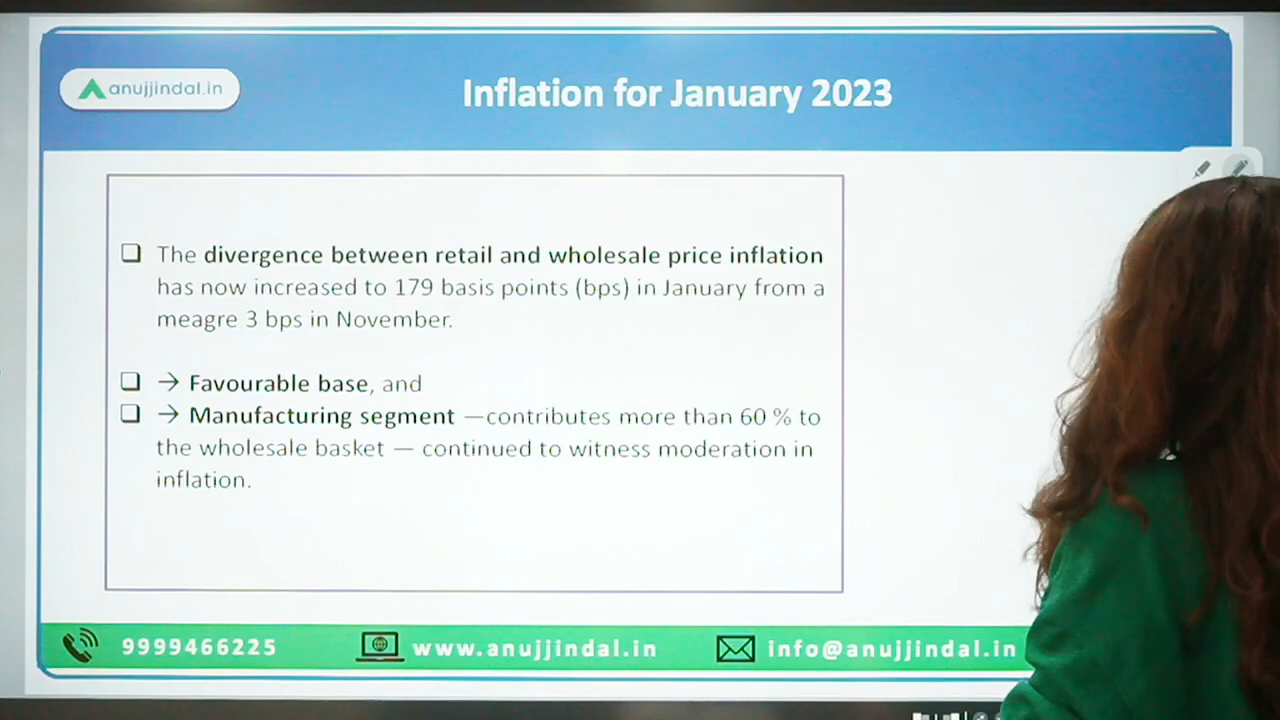 anujjindal.in
Inflation for January 2023
❑ The divergence between retail and wholesale price inflation
has now increased to 179 basis points (bps) in January from a
meagre 3 bps in November.
❑ → Favourable base, and
❑ → Manufacturing segment —contributes more than 60 % to
the wholesale basket — continued to witness moderation in
inflation.
9999466225 www.anujjindal.in info@anujjindal.in